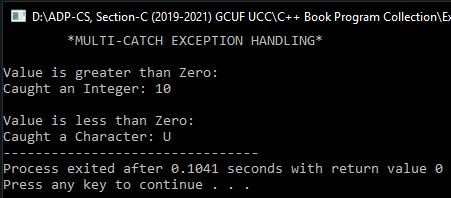 D:\ADP-CS, Section-C (2019-2021) GCUF UCC\C++ Book Program Collection\Ex
*MULTI-CATCH EXCEPTION HANDLING*
Value is greater than Zero:
Caught an Integer: 10
Value is less than Zero:
Caught a Character: U
--------------------------------
Process exited after 0.1041 seconds with return value 0
Press any key to continue . . .